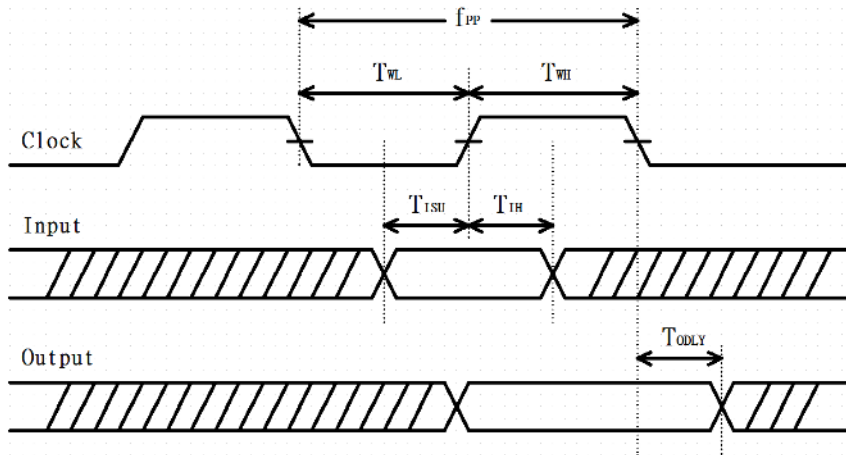 fPP
TWL TWH
Clock
TISU TIH
Input
TODLY
Output